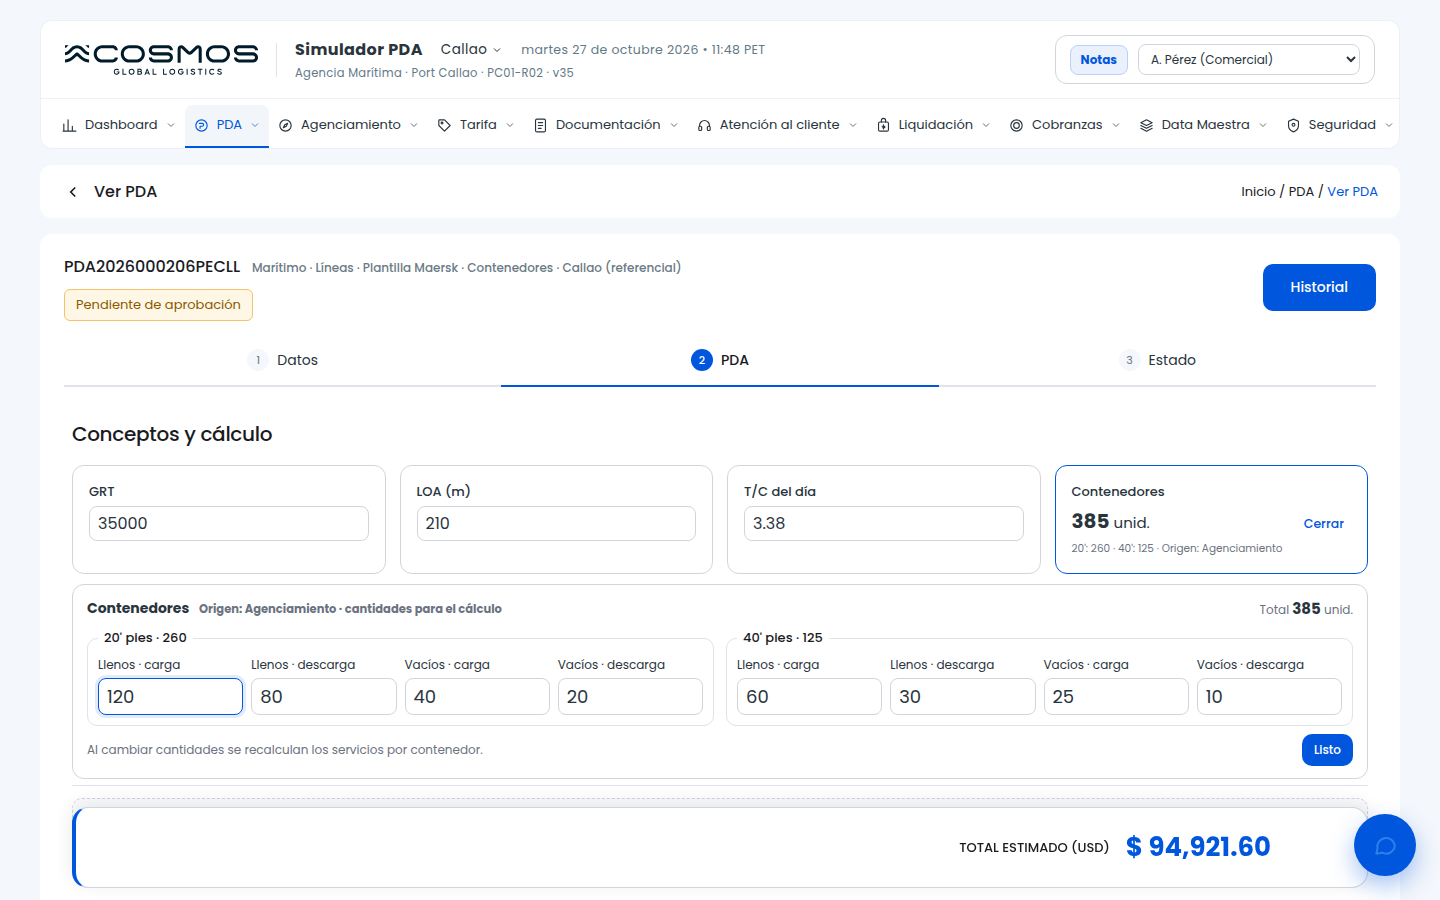 COSMOS
GLOBAL LOGISTICS
Simulador PDA Callao martes 27 de octubre 2026 • 11:48 PET
Agencia Marítima · Port Callao · PC01-R02 · v35
Notas A. Pérez (Comercial)
Dashboard PDA Agenciamiento Tarifa Documentación Atención al cliente Liquidación Cobranzas Data Maestra Seguridad
Ver PDA
Inicio / PDA / Ver PDA
PDA2026000206PECLL Marítimo · Líneas · Plantilla Maersk · Contenedores · Callao (referencial)
Pendiente de aprobación
Historial
1 Datos
2 PDA
3 Estado
Conceptos y cálculo
GRT
35000
LOA (m)
210
T/C del día
3.38
Contenedores
385 unid. Cerrar
20': 260 · 40': 125 · Origen: Agenciamiento
Contenedores Origen: Agenciamiento · cantidades para el cálculo Total 385 unid.
20' pies · 260
Llenos · carga Llenos · descarga Vacíos · carga Vacíos · descarga
120 80 40 20
40' pies · 125
Llenos · carga Llenos · descarga Vacíos · carga Vacíos · descarga
60 30 25 10
Al cambiar cantidades se recalculan los servicios por contenedor. Listo
TOTAL ESTIMADO (USD) $ 94,921.60